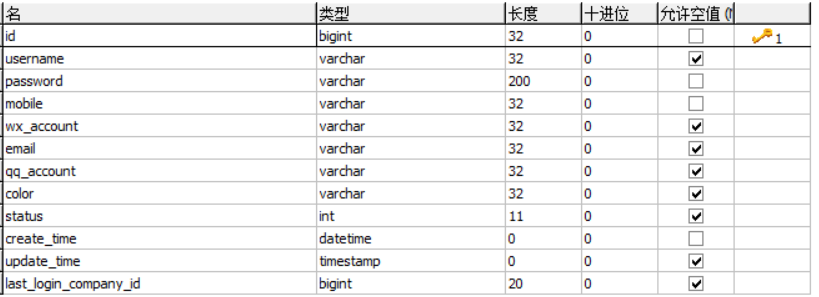 名 类型 长度 十进位 允许空值 (
id bigint 32 0 1
username varchar 32 0
password varchar 200 0
mobile varchar 32 0
wx_account varchar 32 0
email varchar 32 0
qq_account varchar 32 0
color varchar 32 0
status int 11 0
create_time datetime 0 0
update_time timestamp 0 0
last_login_company_id bigint 20 0